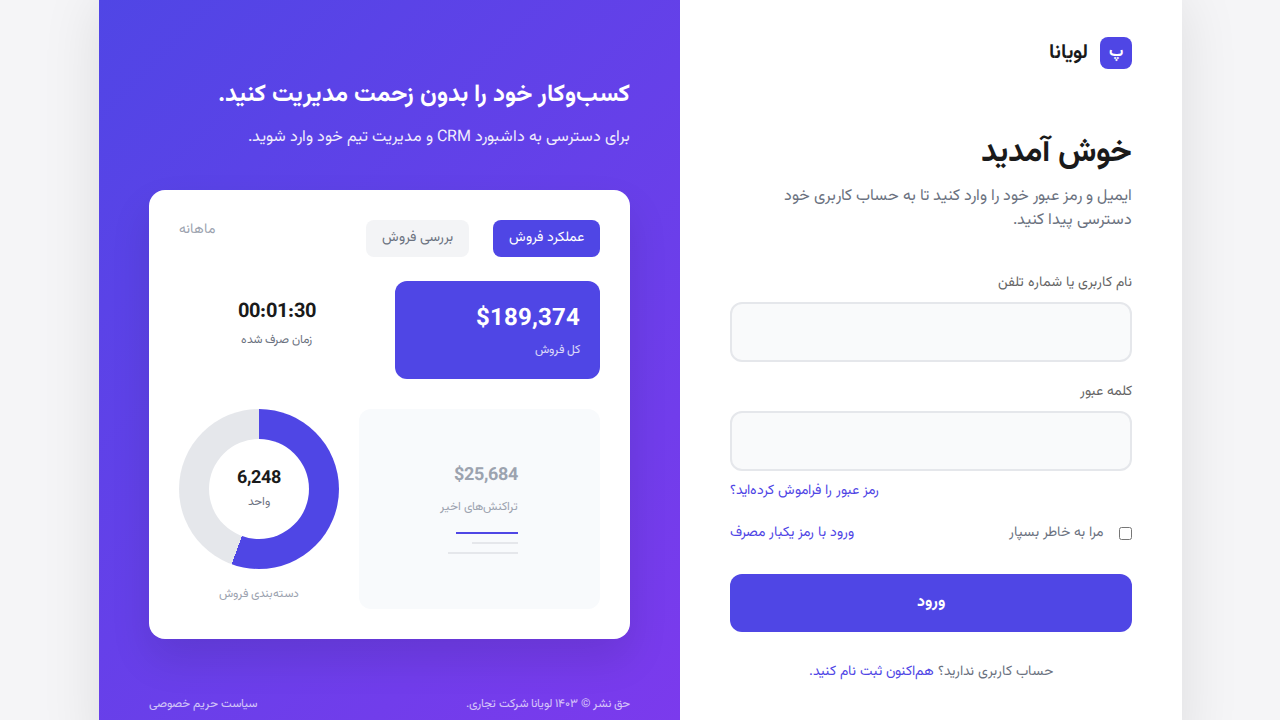 پ لویانا
خوش آمدید
ایمیل و رمز عبور خود را وارد کنید تا به حساب کاربری خود
دسترسی پیدا کنید.
نام کاربری یا شماره تلفن
کلمه عبور
رمز عبور را فراموش کرده‌اید؟
مرا به خاطر بسپار
ورود با رمز یکبار مصرف
ورود
حساب کاربری ندارید؟ هم‌اکنون ثبت نام کنید.
کسب‌وکار خود را بدون زحمت مدیریت کنید.
برای دسترسی به داشبورد CRM و مدیریت تیم خود وارد شوید.
عملکرد فروش
بررسی فروش
ماهانه
$189,374
کل فروش
00:01:30
زمان صرف شده
$25,684
تراکنش‌های اخیر
6,248
واحد
دسته‌بندی فروش
حق نشر © ۱۴۰۳ لویانا شرکت تجاری.
سیاست حریم خصوصی